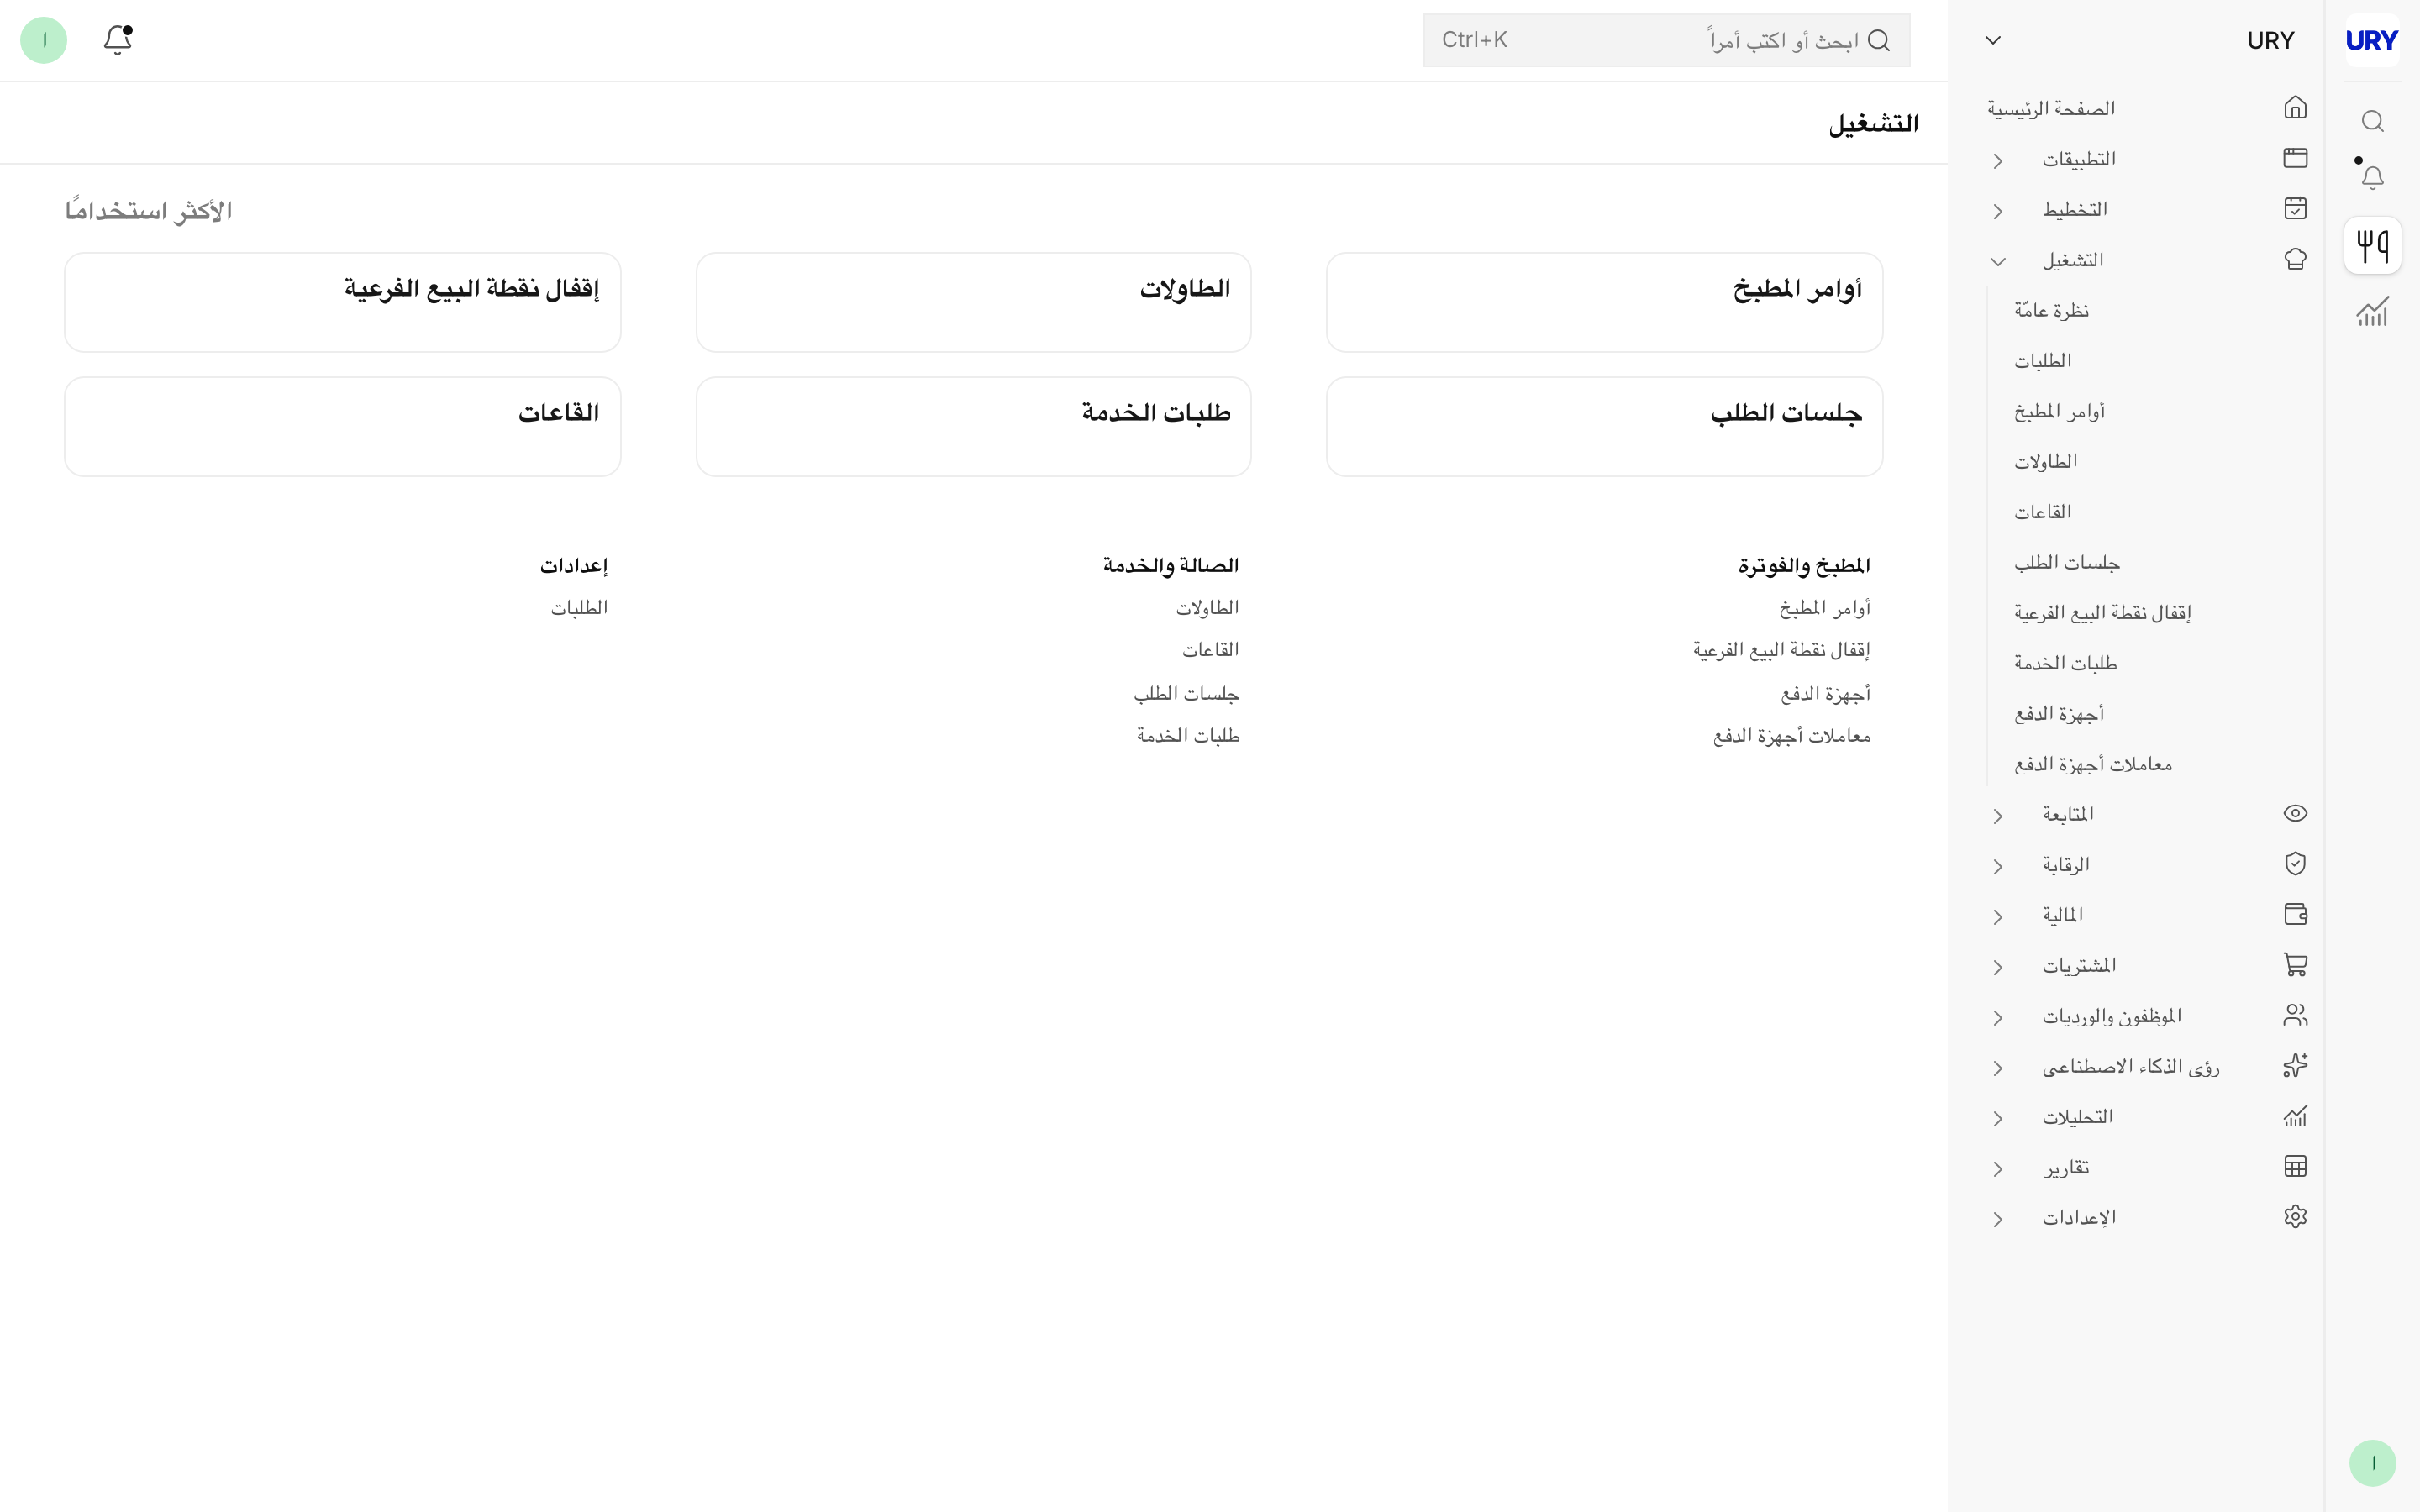 URY
URY
ابحث أو اكتب أمراً
Ctrl+K
ا
الصفحة الرئيسية
التطبيقات
التخطيط
التشغيل
نظرة عامّة
الطلبات
أوامر المطبخ
الطاولات
القاعات
جلسات الطلب
إقفال نقطة البيع الفرعية
طلبات الخدمة
أجهزة الدفع
معاملات أجهزة الدفع
المتابعة
الرقابة
المالية
المشتريات
الموظفون والورديات
رؤى الذكاء الاصطناعي
التحليلات
تقارير
الإعدادات
ا
التشغيل
الأكثر استخدامًا
أوامر المطبخ
الطاولات
إقفال نقطة البيع الفرعية
جلسات الطلب
طلبات الخدمة
القاعات
المطبخ والفوترة
أوامر المطبخ
إقفال نقطة البيع الفرعية
أجهزة الدفع
معاملات أجهزة الدفع
الصالة والخدمة
الطاولات
القاعات
جلسات الطلب
طلبات الخدمة
إعدادات
الطلبات